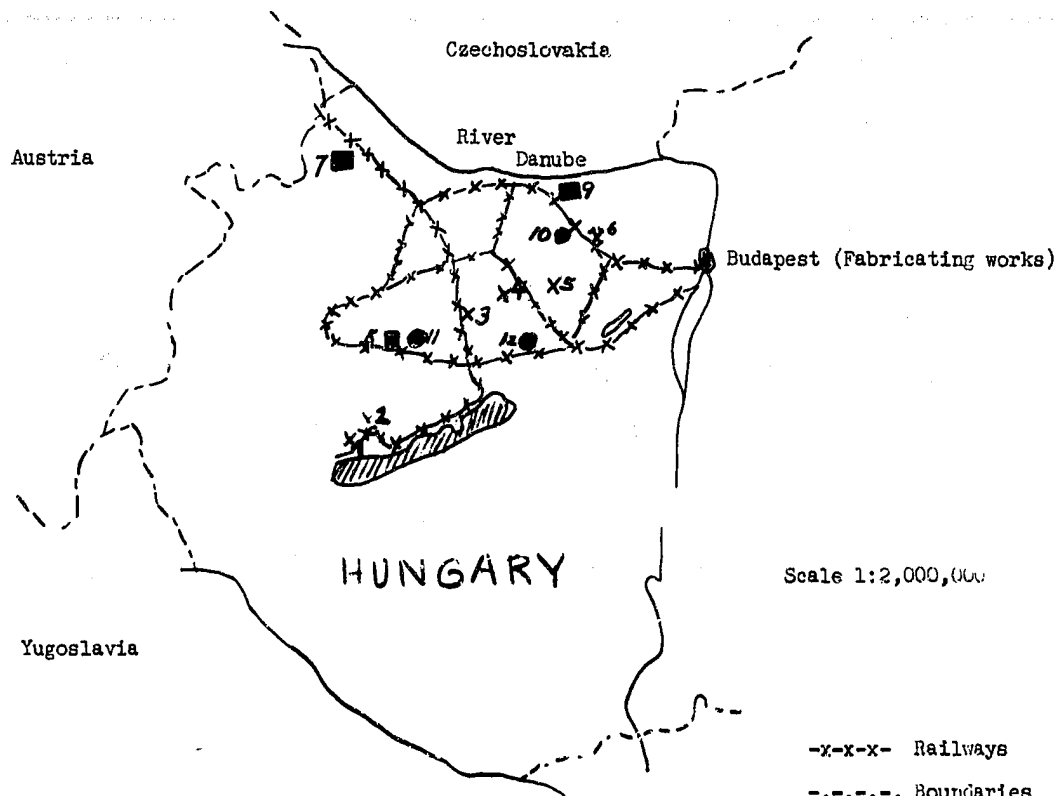 Czechoslovakia
River
Danube
Austria
7
9
10
6
Budapest (Fabricating works)
5
4
3
11
12
2
HUNGARY
Scale 1:2,000,000
Yugoslavia
-x-x-x- Railways
-.-.-.-. Boundaries